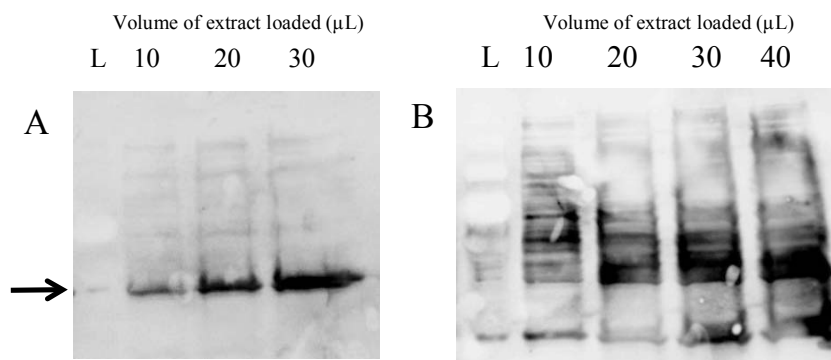 Volume of extract loaded (µL)
L 10 20 30
A
Volume of extract loaded (µL)
L 10 20 30 40
B